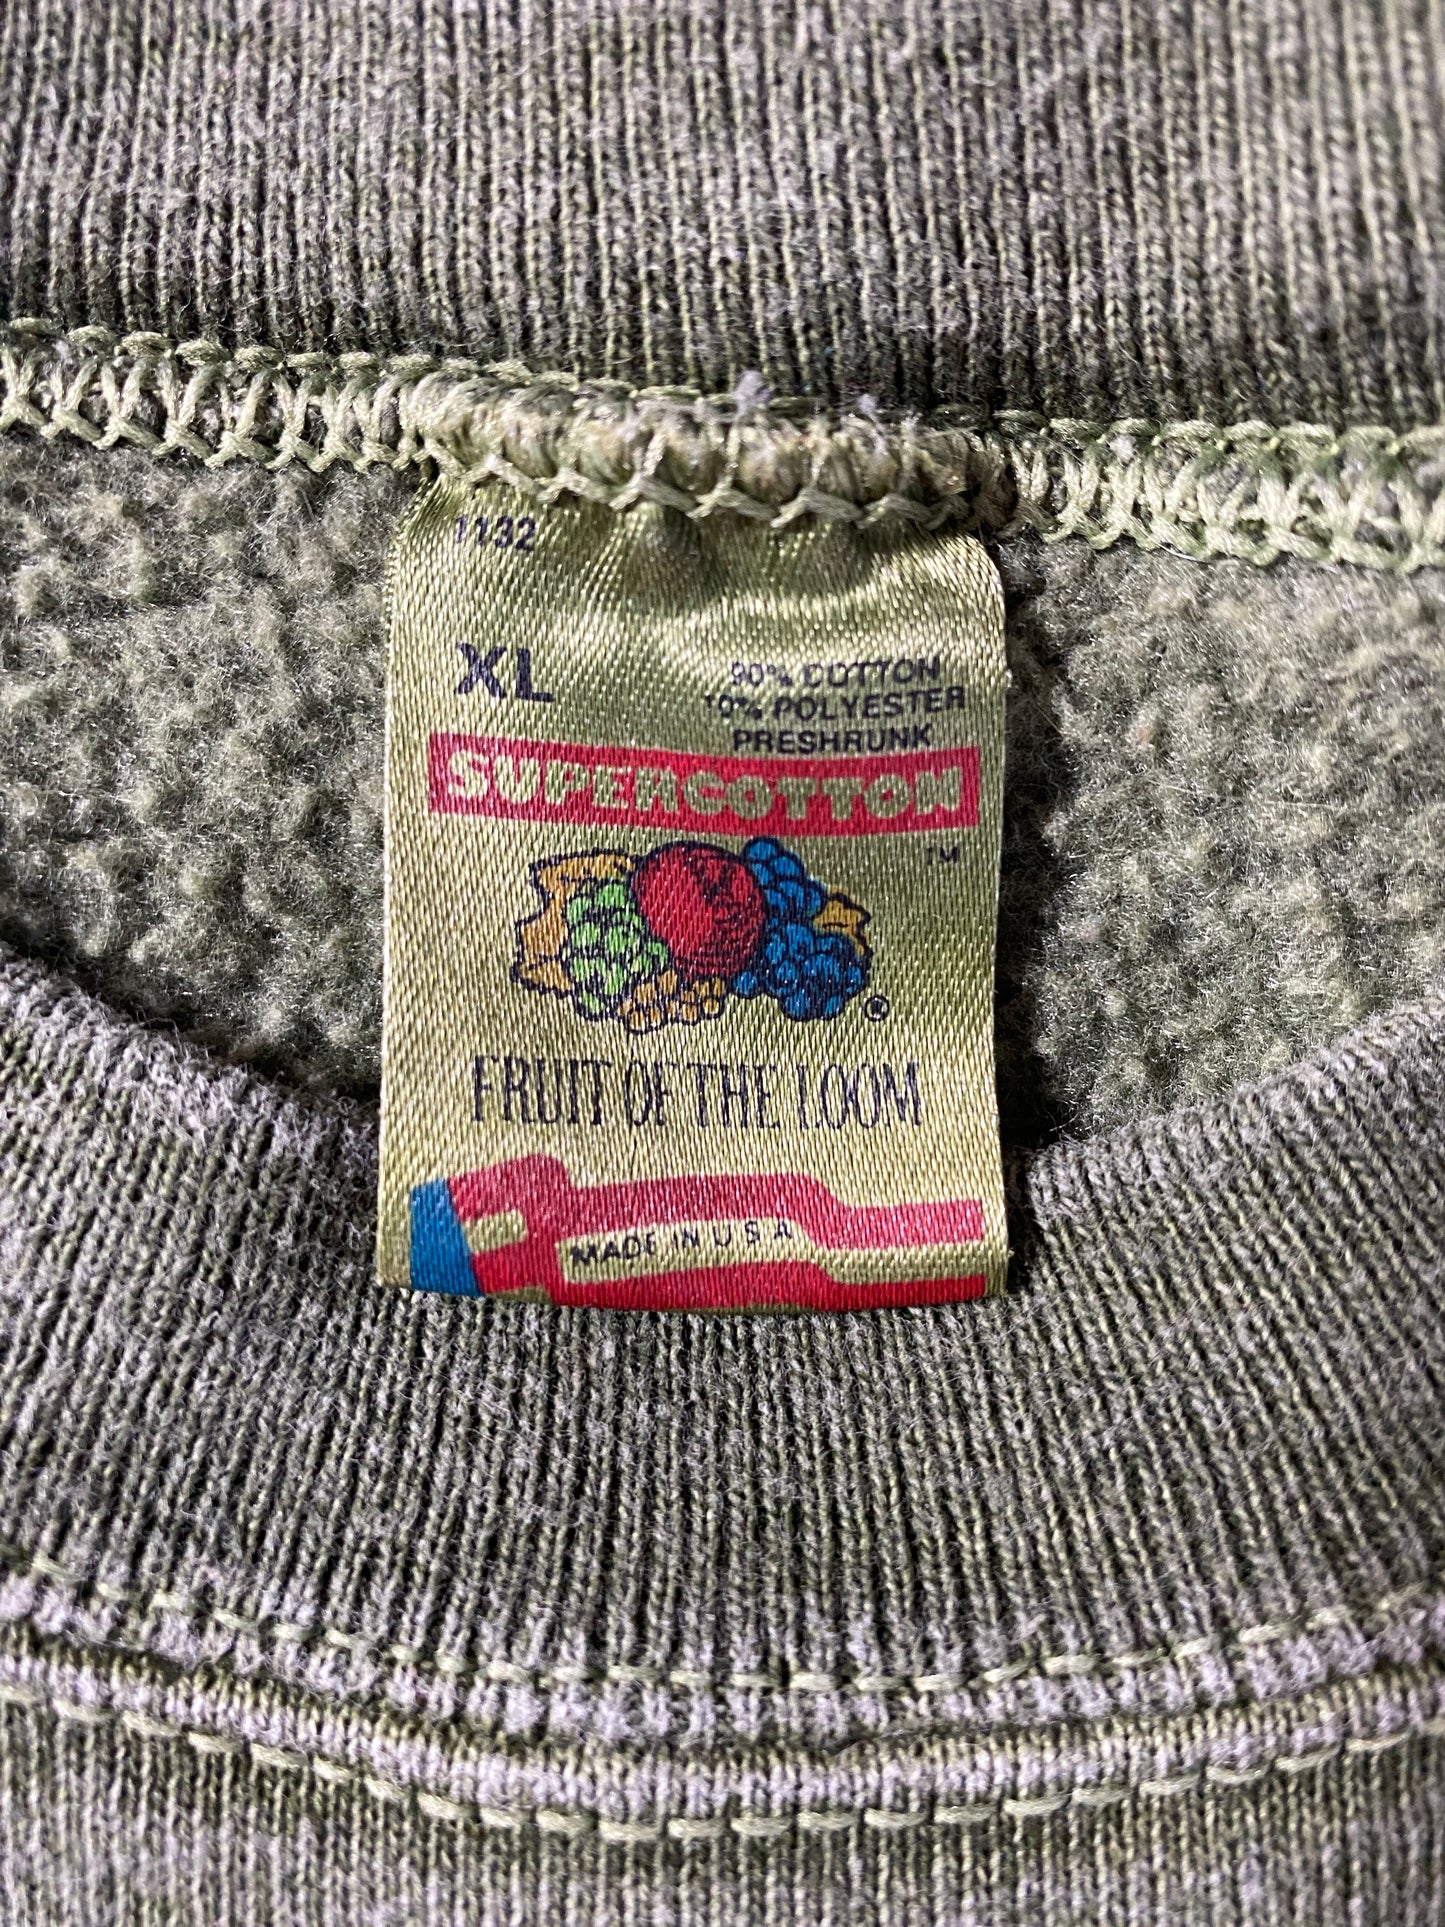 1132
XL
90% COTTON
10% POLYESTER
PRESHRUNK
SUPERCOTTON
TM
®
FRUIT OF THE LOOM
MADE IN U S A